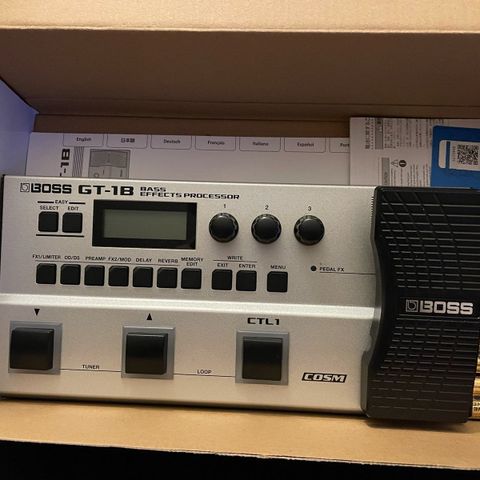 English 日本語 Deutsch Français Italiano Español
BOSS GT-1B BASS EFFECTS PROCESSOR
EASY
SELECT EDIT
1 2 3
FX1/LIMITER OD/DS PREAMP FX2/MOD DELAY REVERB MEMORY EDIT
WRITE
EXIT ENTER MENU
PEDAL FX
BOSS
▼ ▲ CTL1
TUNER LOOP
COSM